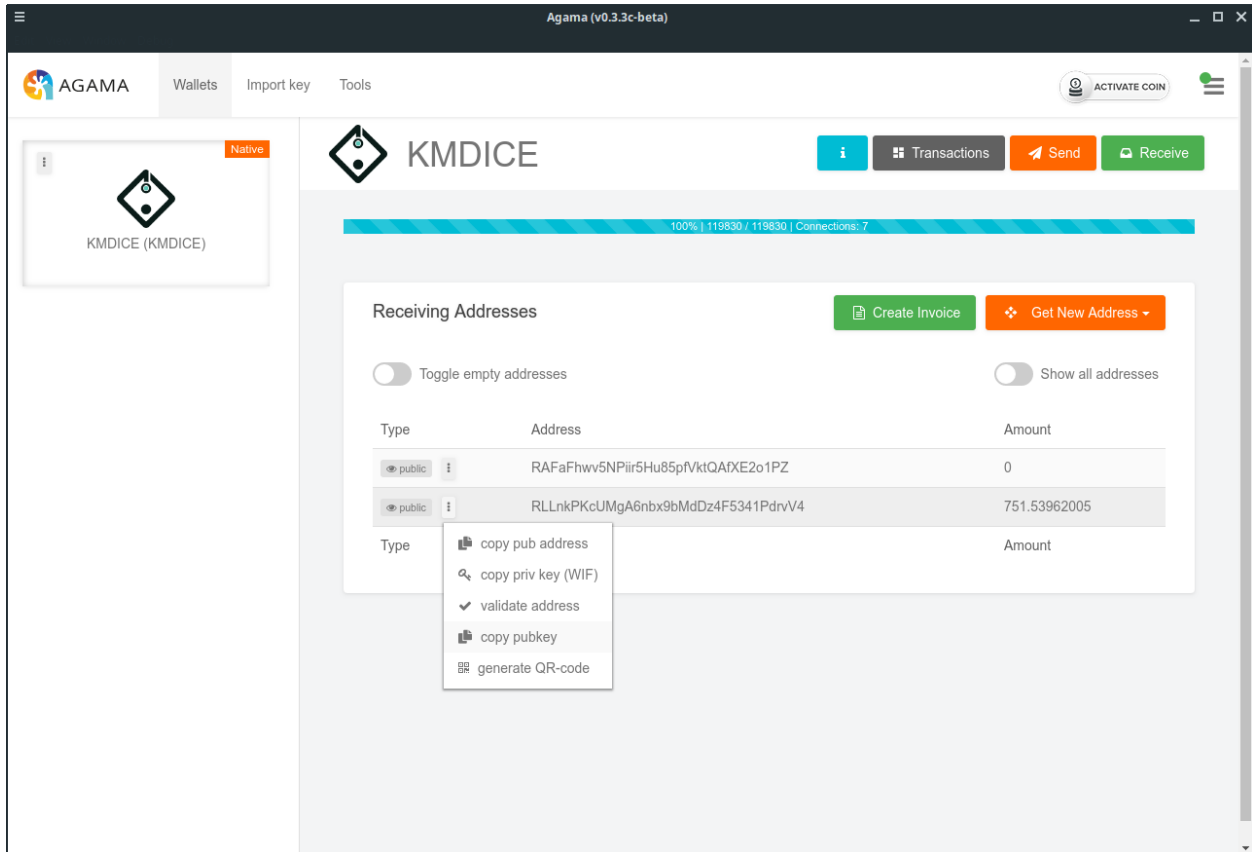 Agama (v0.3.3c-beta)
AGAMA Wallets Import key Tools ACTIVATE COIN
Native
KMDICE (KMDICE)
KMDICE i Transactions Send Receive
100% | 119830 / 119830 | Connections: 7
Receiving Addresses Create Invoice Get New Address
Toggle empty addresses Show all addresses
Type Address Amount
public RAFaFhwv5NPiir5Hu85pfVktQAfXE2o1PZ 0
public RLLnkPKcUMgA6nbx9bMdDz4F5341PdrvV4 751.53962005
Type Amount
copy pub address
copy priv key (WIF)
validate address
copy pubkey
generate QR-code